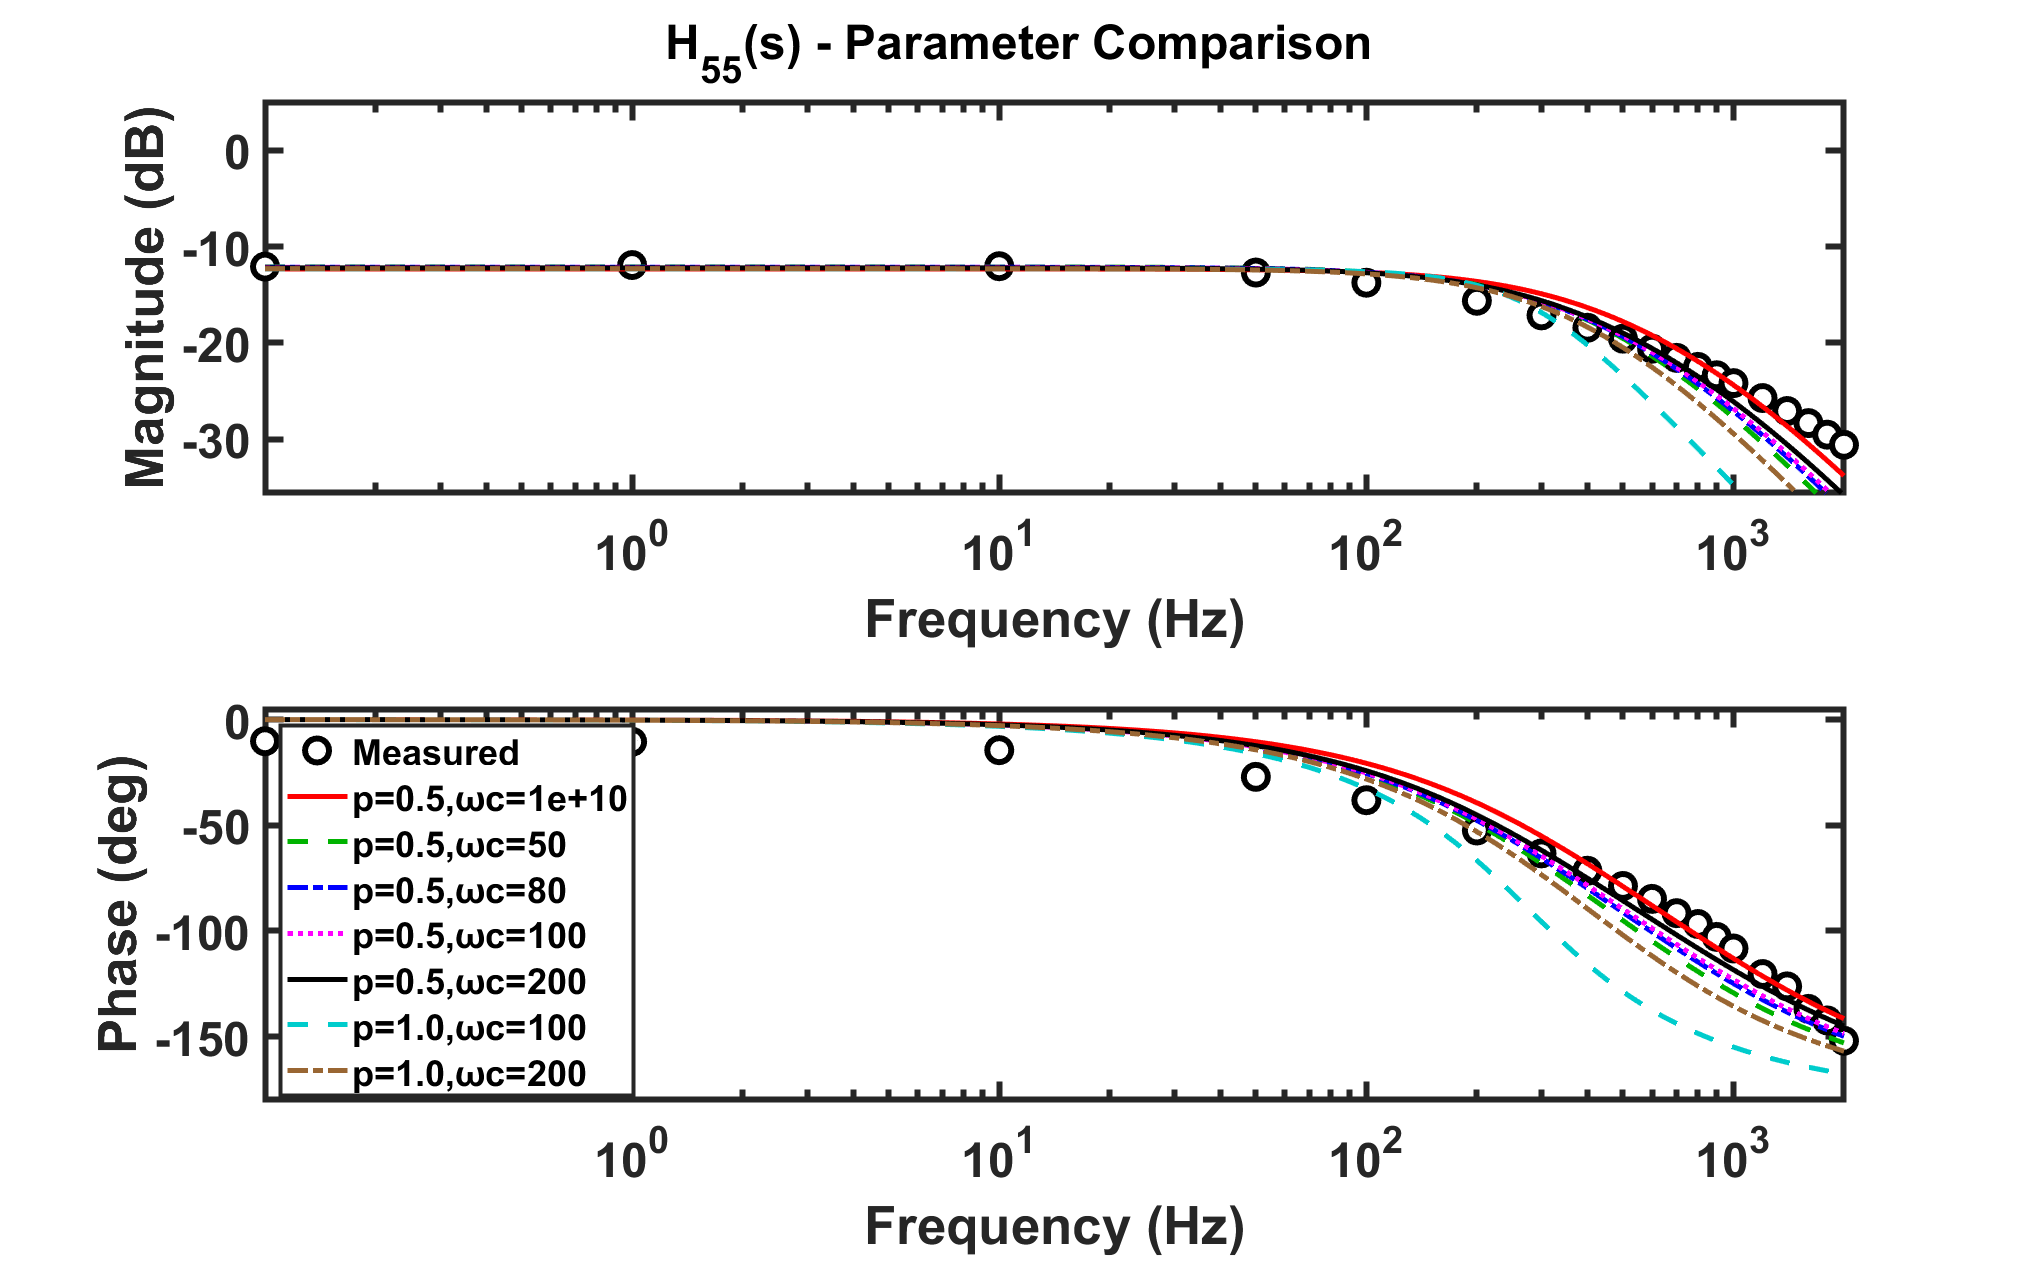 H55(s) - Parameter Comparison
Magnitude (dB)
0
-10
-20
-30
10^0 10^1 10^2 10^3
Frequency (Hz)
Phase (deg)
0
-50
-100
-150
Measured
p=0.5,ωc=1e+10
p=0.5,ωc=50
p=0.5,ωc=80
p=0.5,ωc=100
p=0.5,ωc=200
p=1.0,ωc=100
p=1.0,ωc=200
10^0 10^1 10^2 10^3
Frequency (Hz)